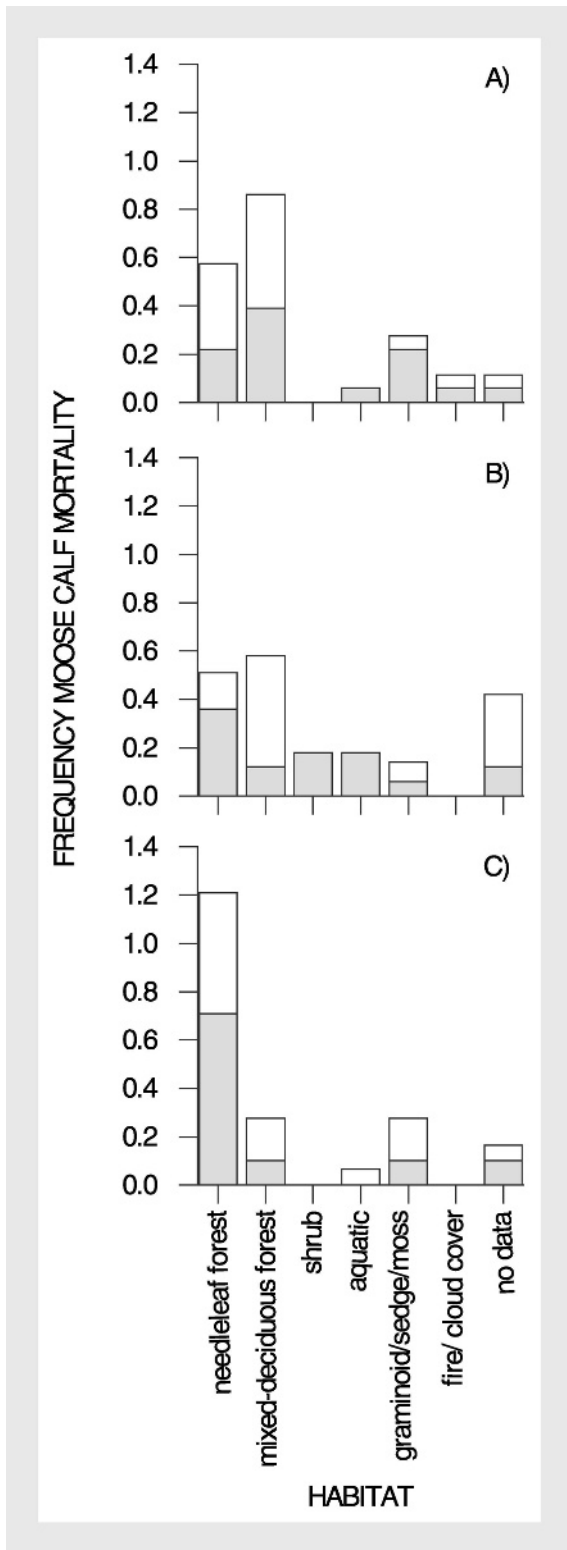 FREQUENCY MOOSE CALF MORTALITY
A)
1.4
1.2
1.0
0.8
0.6
0.4
0.2
0.0
B)
1.4
1.2
1.0
0.8
0.6
0.4
0.2
0.0
C)
1.4
1.2
1.0
0.8
0.6
0.4
0.2
0.0
needleleaf forest
mixed-deciduous forest
shrub
aquatic
graminoid/sedge/moss
fire/ cloud cover
no data
HABITAT